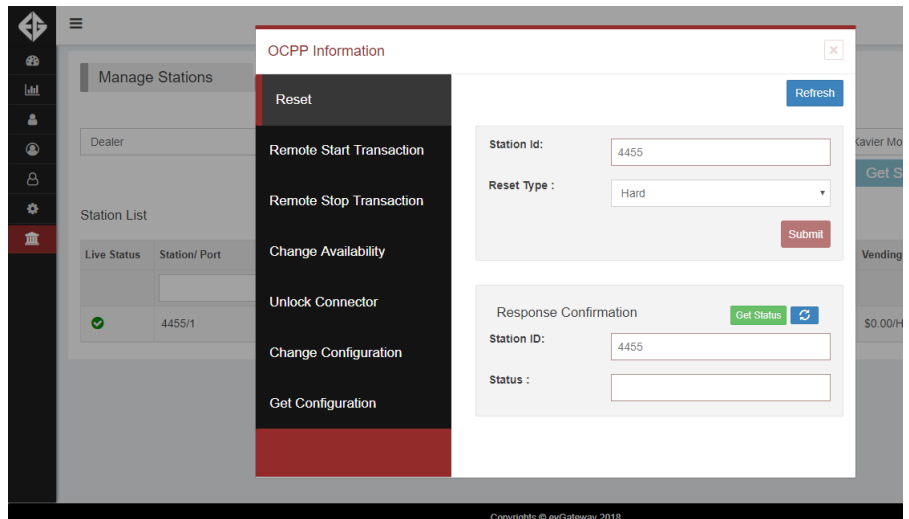 OCPP Information
×
Manage Stations
Reset
Refresh
Dealer
Remote Start Transaction
Station Id:
4455
Xavier Mo
Remote Stop Transaction
Reset Type :
Hard
Get S
Station List
Submit
Live Status
Station/ Port
Change Availability
Vending
Unlock Connector
Response Confirmation
Get Status
4455/1
Station ID:
4455
$0.00/H
Change Configuration
Status :
Get Configuration
Copyrights © evGateway 2018